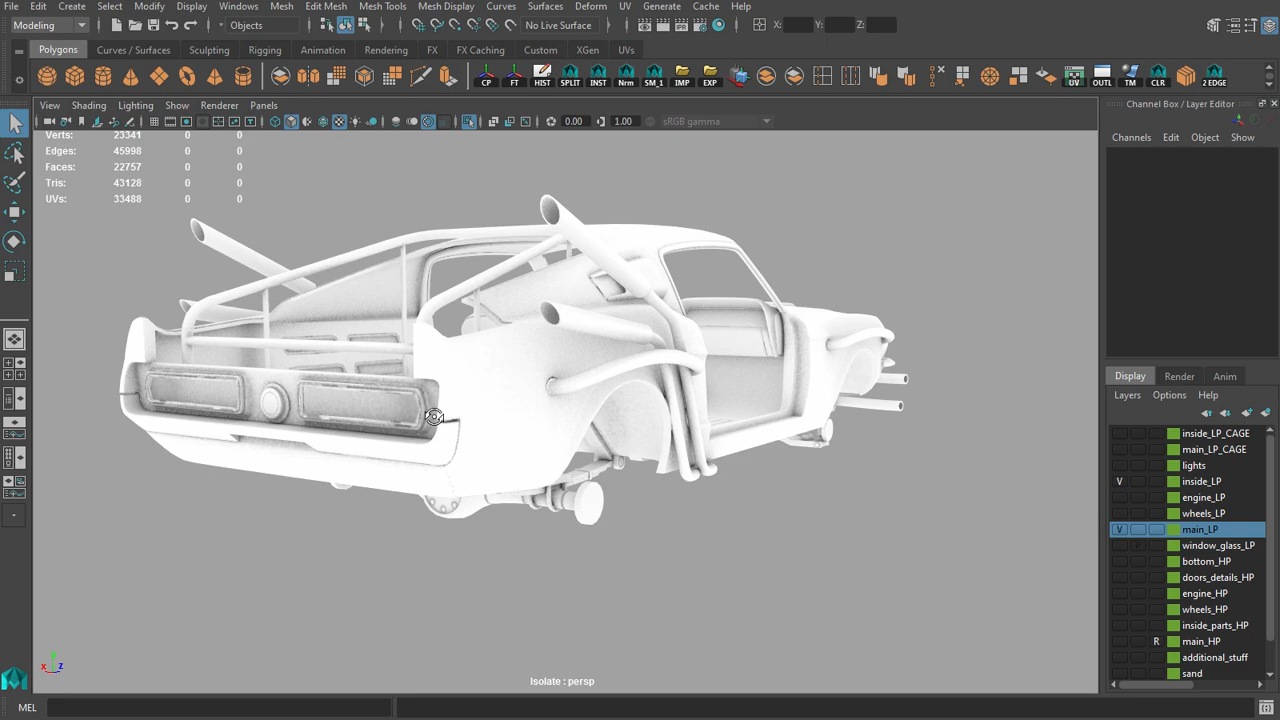 File Edit Create Select Modify Display Windows Mesh Edit Mesh Mesh Tools Mesh Display Curves Surfaces Deform UV Generate Cache Help
Modeling Objects No Live Surface X: Y: Z:
Polygons Curves / Surfaces Sculpting Rigging Animation Rendering FX FX Caching Custom XGen UVs
CP FT HIST SPLIT INST Nrm SM_1 IMP EXP UV OUTL TM CLR 2 EDGE
View Shading Lighting Show Renderer Panels
0.00 1.00 sRGB gamma
Verts: 23341 0 0
Edges: 45998 0 0
Faces: 22757 0 0
Tris: 43128 0 0
UVs: 33488 0 0
Isolate : persp
x y z
MEL
Channel Box / Layer Editor
Channels Edit Object Show
Display Render Anim
Layers Options Help
inside_LP_CAGE
main_LP_CAGE
lights
V inside_LP
engine_LP
wheels_LP
V main_LP
window_glass_LP
bottom_HP
doors_details_HP
engine_HP
wheels_HP
inside_parts_HP
R main_HP
additional_stuff
sand